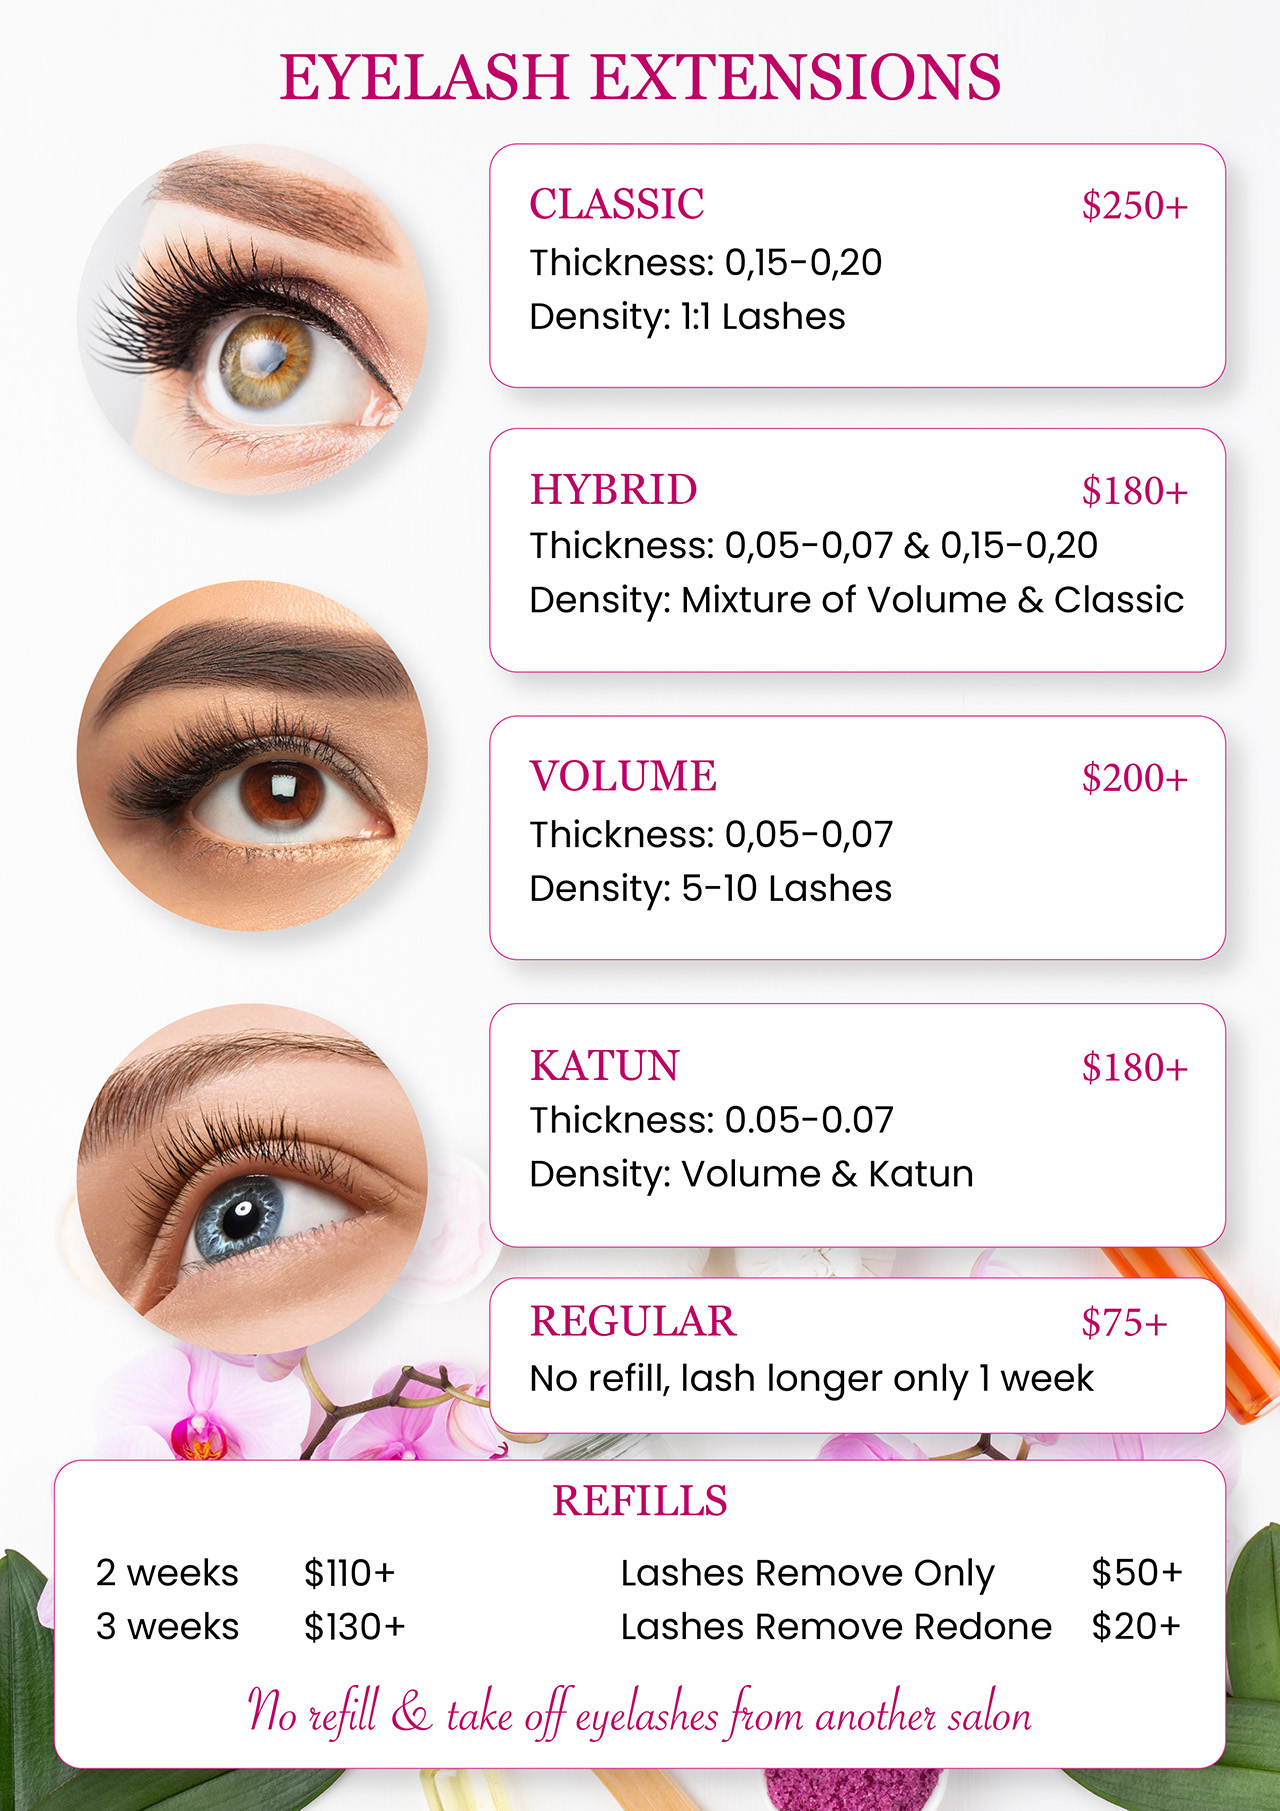 EYELASH EXTENSIONS
CLASSIC $250+
Thickness: 0,15-0,20
Density: 1:1 Lashes
HYBRID $180+
Thickness: 0,05-0,07 & 0,15-0,20
Density: Mixture of Volume & Classic
VOLUME $200+
Thickness: 0,05-0,07
Density: 5-10 Lashes
KATUN $180+
Thickness: 0.05-0.07
Density: Volume & Katun
REGULAR $75+
No refill, lash longer only 1 week
REFILLS
2 weeks $110+ Lashes Remove Only $50+
3 weeks $130+ Lashes Remove Redone $20+
No refill & take off eyelashes from another salon